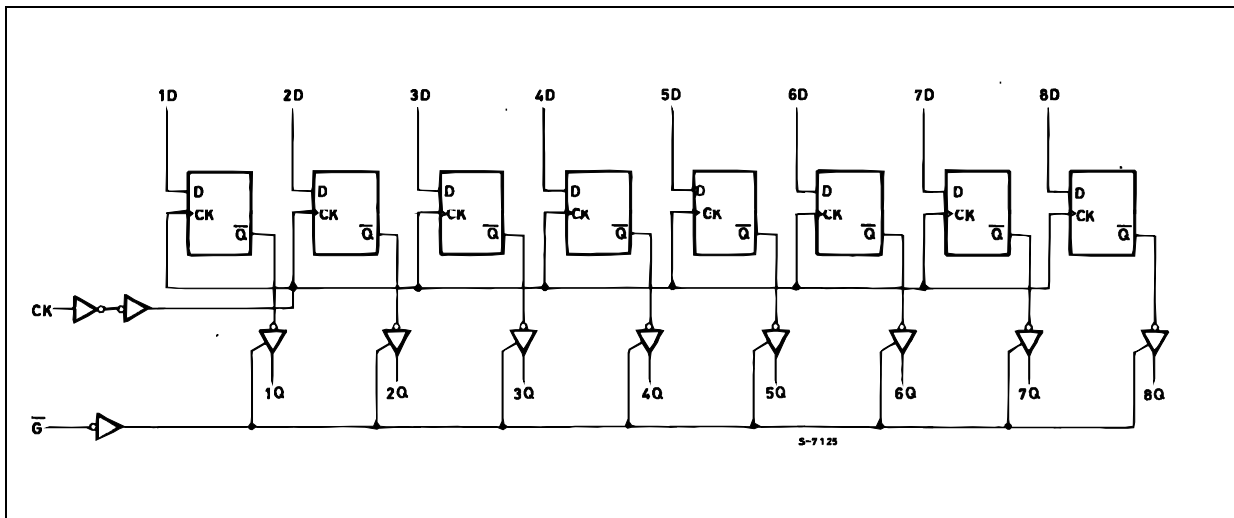 1D 2D 3D 4D 5D 6D 7D 8D
D D D D D D D D
CK CK CK CK CK CK CK CK
Q̅ Q̅ Q̅ Q̅ Q̅ Q̅ Q̅ Q̅
CK
1Q 2Q 3Q 4Q 5Q 6Q 7Q 8Q
G̅
S-7125